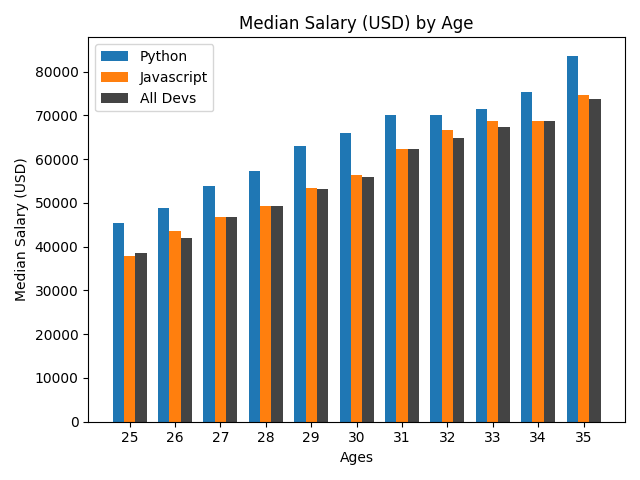 Median Salary (USD) by Age
Python
Javascript
All Devs
Median Salary (USD)
80000
70000
60000
50000
40000
30000
20000
10000
0
25 26 27 28 29 30 31 32 33 34 35
Ages